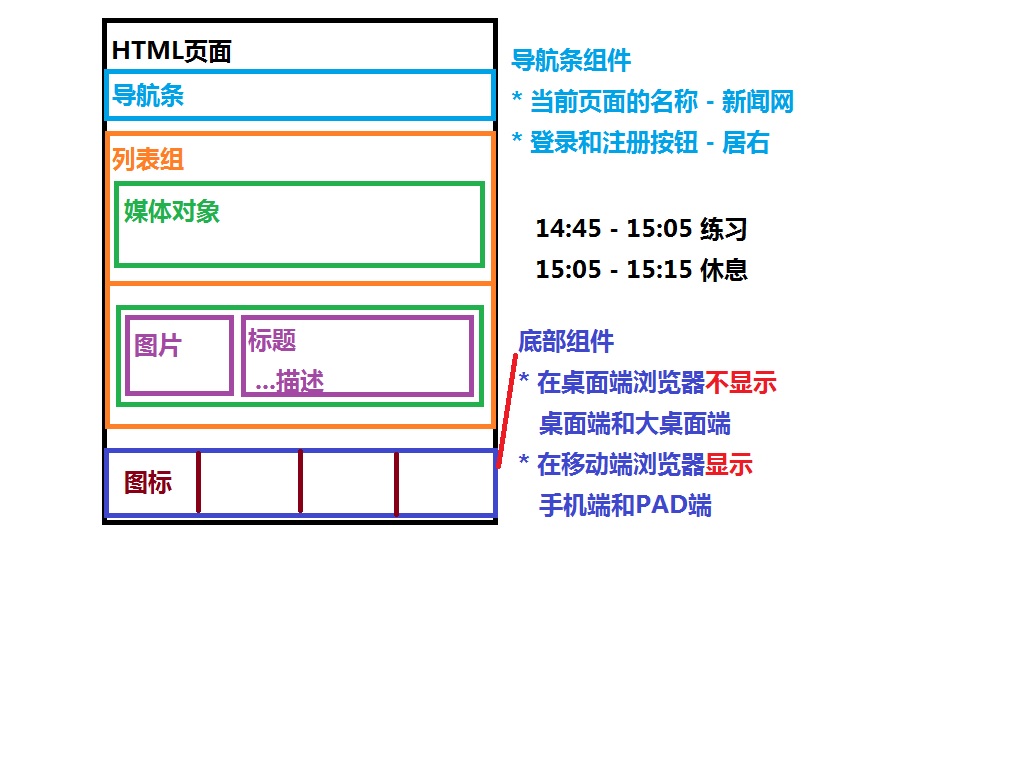 HTML页面
导航条
列表组
媒体对象
图片
标题
...描述
图标
导航条组件
* 当前页面的名称 - 新闻网
* 登录和注册按钮 - 居右
14:45 - 15:05 练习
15:05 - 15:15 休息
底部组件
* 在桌面端浏览器不显示
桌面端和大桌面端
* 在移动端浏览器显示
手机端和PAD端